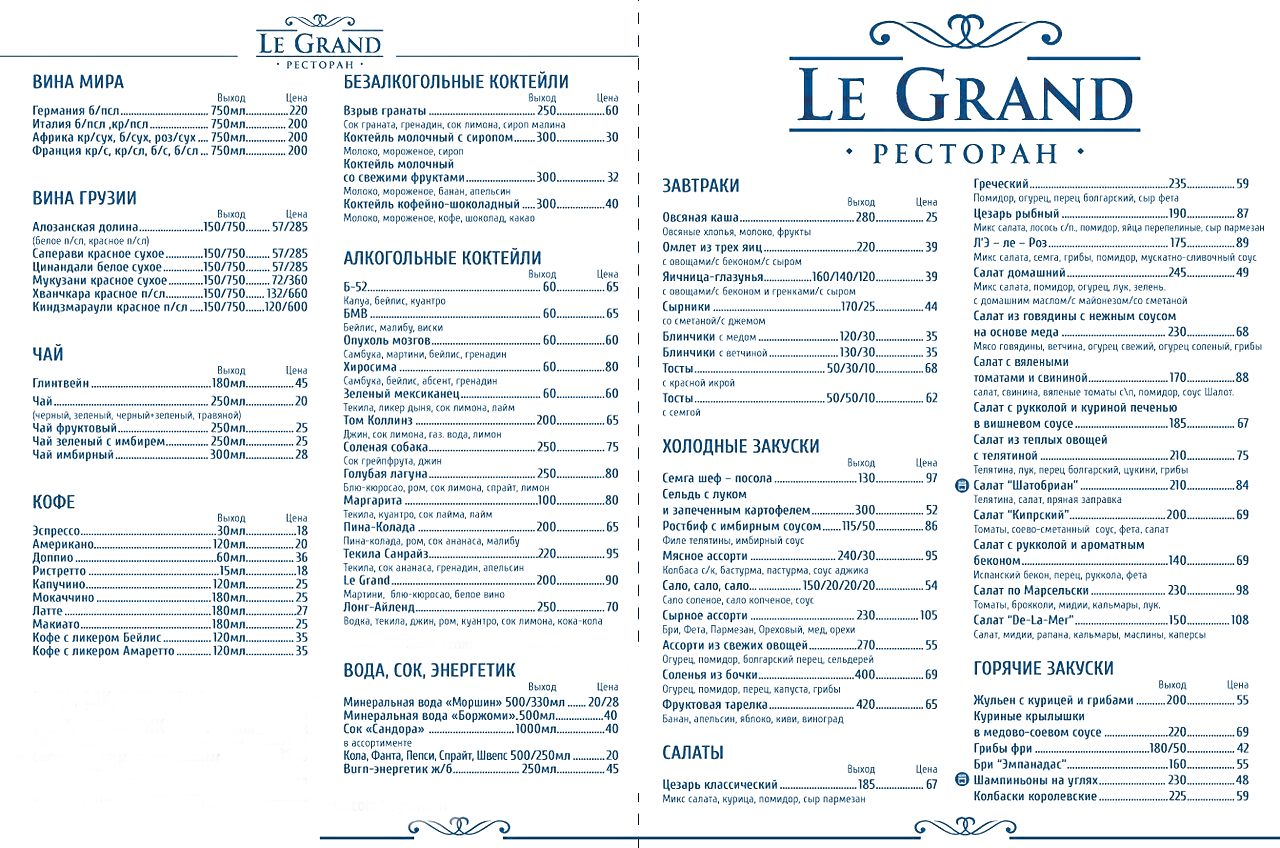 LE GRAND
• РЕСТОРАН •
ВИНА МИРА
Выход Цена
Германия б/псл 750мл 220
Италия б/псл ,кр/псл 750мл 200
Африка кр/сух, б/сух, роз/сух 750мл 200
Франция кр/с, кр/сл, б/с, б/сл 750мл 200
ВИНА ГРУЗИИ
Выход Цена
Алозанская долина 150/750 57/285
(белое п/сл, красное п/сл)
Саперави красное сухое 150/750 57/285
Цинандали белое сухое 150/750 57/285
Мукузани красное сухое 150/750 72/360
Хванчкара красное п/сл 150/750 132/660
Киндзмараули красное п/сл 150/750 120/600
ЧАЙ
Выход Цена
Глинтвейн 180мл 45
Чай 250мл 20
(черный, зеленый, черный+зеленый, травяной)
Чай фруктовый 250мл 25
Чай зеленый с имбирем 250мл 25
Чай имбирный 300мл 28
КОФЕ
Выход Цена
Эспрессо 30мл 18
Американо 120мл 20
Доппио 60мл 36
Ристретто 15мл 18
Капучино 120мл 25
Мокаччино 180мл 25
Латте 180мл 27
Макиато 180мл 25
Кофе с ликером Бейлис 120мл 35
Кофе с ликером Амаретто 120мл 35
БЕЗАЛКОГОЛЬНЫЕ КОКТЕЙЛИ
Выход Цена
Взрыв гранаты 250 60
Сок граната, гренадин, сок лимона, сироп малина
Коктейль молочный с сиропом 300 30
Молоко, мороженое, сироп
Коктейль молочный
со свежими фруктами 300 32
Молоко, мороженое, банан, апельсин
Коктейль кофейно-шоколадный 300 40
Молоко, мороженое, кофе, шоколад, какао
АЛКОГОЛЬНЫЕ КОКТЕЙЛИ
Выход Цена
Б-52 60 65
Калуа, бейлис, куантро
БМВ 60 65
Бейлис, малибу, виски
Опухоль мозгов 60 60
Самбука, мартини, бейлис, гренадин
Хиросима 60 80
Самбука, бейлис, абсент, гренадин
Зеленый мексиканец 60 60
Текила, ликер дыня, сок лимона, лайм
Том Коллинз 200 65
Джин, сок лимона, газ. вода, лимон
Соленая собака 250 75
Сок грейпфрута, джин
Голубая лагуна 250 80
Блю-кюросао, ром, сок лимона, спрайт, лимон
Маргарита 100 80
Текила, куантро, сок лайма, лайм
Пина-Колада 200 65
Пина-колада, ром, сок ананаса, малибу
Текила Санрайз 220 95
Текила, сок ананаса, гренадин, апельсин
Le Grand 200 90
Мартини, блю-кюросао, белое вино
Лонг-Айленд 250 70
Водка, текила, джин, ром, куантро, сок лимона, кока-кола
ВОДА, СОК, ЭНЕРГЕТИК
Выход Цена
Минеральная вода «Моршин» 500/330мл 20/28
Минеральная вода «Боржоми» 500мл 40
Сок «Сандора» 1000мл 40
в ассортименте
Кола, Фанта, Пепси, Спрайт, Швепс 500/250мл 20
Burn-энергетик ж/б 250мл 45
LE GRAND
• РЕСТОРАН •
ЗАВТРАКИ
Выход Цена
Овсяная каша 280 25
Овсяные хлопья, молоко, фрукты
Омлет из трех яиц 220 39
с овощами/с беконом/с сыром
Яичница-глазунья 160/140/120 39
с овощами/с беконом и гренками/с сыром
Сырники 170/25 44
со сметаной/с джемом
Блинчики с медом 120/30 35
Блинчики с ветчиной 130/30 35
Тосты 50/30/10 68
с красной икрой
Тосты 50/50/10 62
с семгой
ХОЛОДНЫЕ ЗАКУСКИ
Выход Цена
Семга шеф – посола 130 97
Сельдь с луком
и запеченным картофелем 300 52
Ростбиф с имбирным соусом 115/50 86
Филе телятины, имбирный соус
Мясное ассорти 240/30 95
Колбаса с/к, бастурма, пастурма, соус аджика
Сало, сало, сало... 150/20/20/20 54
Сало соленое, сало копченое, соус
Сырное ассорти 230 105
Бри, Фета, Пармезан, Ореховый, мед, орехи
Ассорти из свежих овощей 270 55
Огурец, помидор, болгарский перец, сельдерей
Соленья из бочки 400 69
Огурец, помидор, перец, капуста, грибы
Фруктовая тарелка 420 65
Банан, апельсин, яблоко, киви, виноград
САЛАТЫ
Выход Цена
Цезарь классический 185 67
Микс салата, курица, помидор, сыр пармезан
Греческий 235 59
Помидор, огурец, перец болгарский, сыр фета
Цезарь рыбный 190 87
Микс салата, лосось с/п., помидор, яйца перепелиные, сыр пармезан
Л'Э – ле – Роз 175 89
Микс салата, семга, грибы, помидор, мускатно-сливочный соус
Салат домашний 245 49
Микс салата, помидор, огурец, лук, зелень.
с домашним маслом/с майонезом/со сметаной
Салат из говядины с нежным соусом
на основе меда 230 68
Мясо говядины, ветчина, огурец свежий, огурец соленый, грибы
Салат с вялеными
томатами и свининой 170 88
салат, свинина, вяленые томаты с\п, помидор, соус Шалот.
Салат с рукколой и куриной печенью
в вишневом соусе 185 67
Салат из теплых овощей
с телятиной 210 75
Телятина, лук, перец болгарский, цукини, грибы
Салат "Шатобриан" 210 84
Телятина, салат, пряная заправка
Салат "Кипрский" 200 69
Томаты, соево-сметанный соус, фета, салат
Салат с рукколой и ароматным
беконом 140 69
Испанский бекон, перец, руккола, фета
Салат по Марсельски 230 98
Томаты, брокколи, мидии, кальмары, лук,
Салат "De-La-Mer" 150 108
Салат, мидии, рапана, кальмары, маслины, каперсы
ГОРЯЧИЕ ЗАКУСКИ
Выход Цена
Жульен с курицей и грибами 200 55
Куриные крылышки
в медово-соевом соусе 220 69
Грибы фри 180/50 42
Бри "Эмпанадас" 160 55
Шампиньоны на углях 230 48
Колбаски королевские 225 59